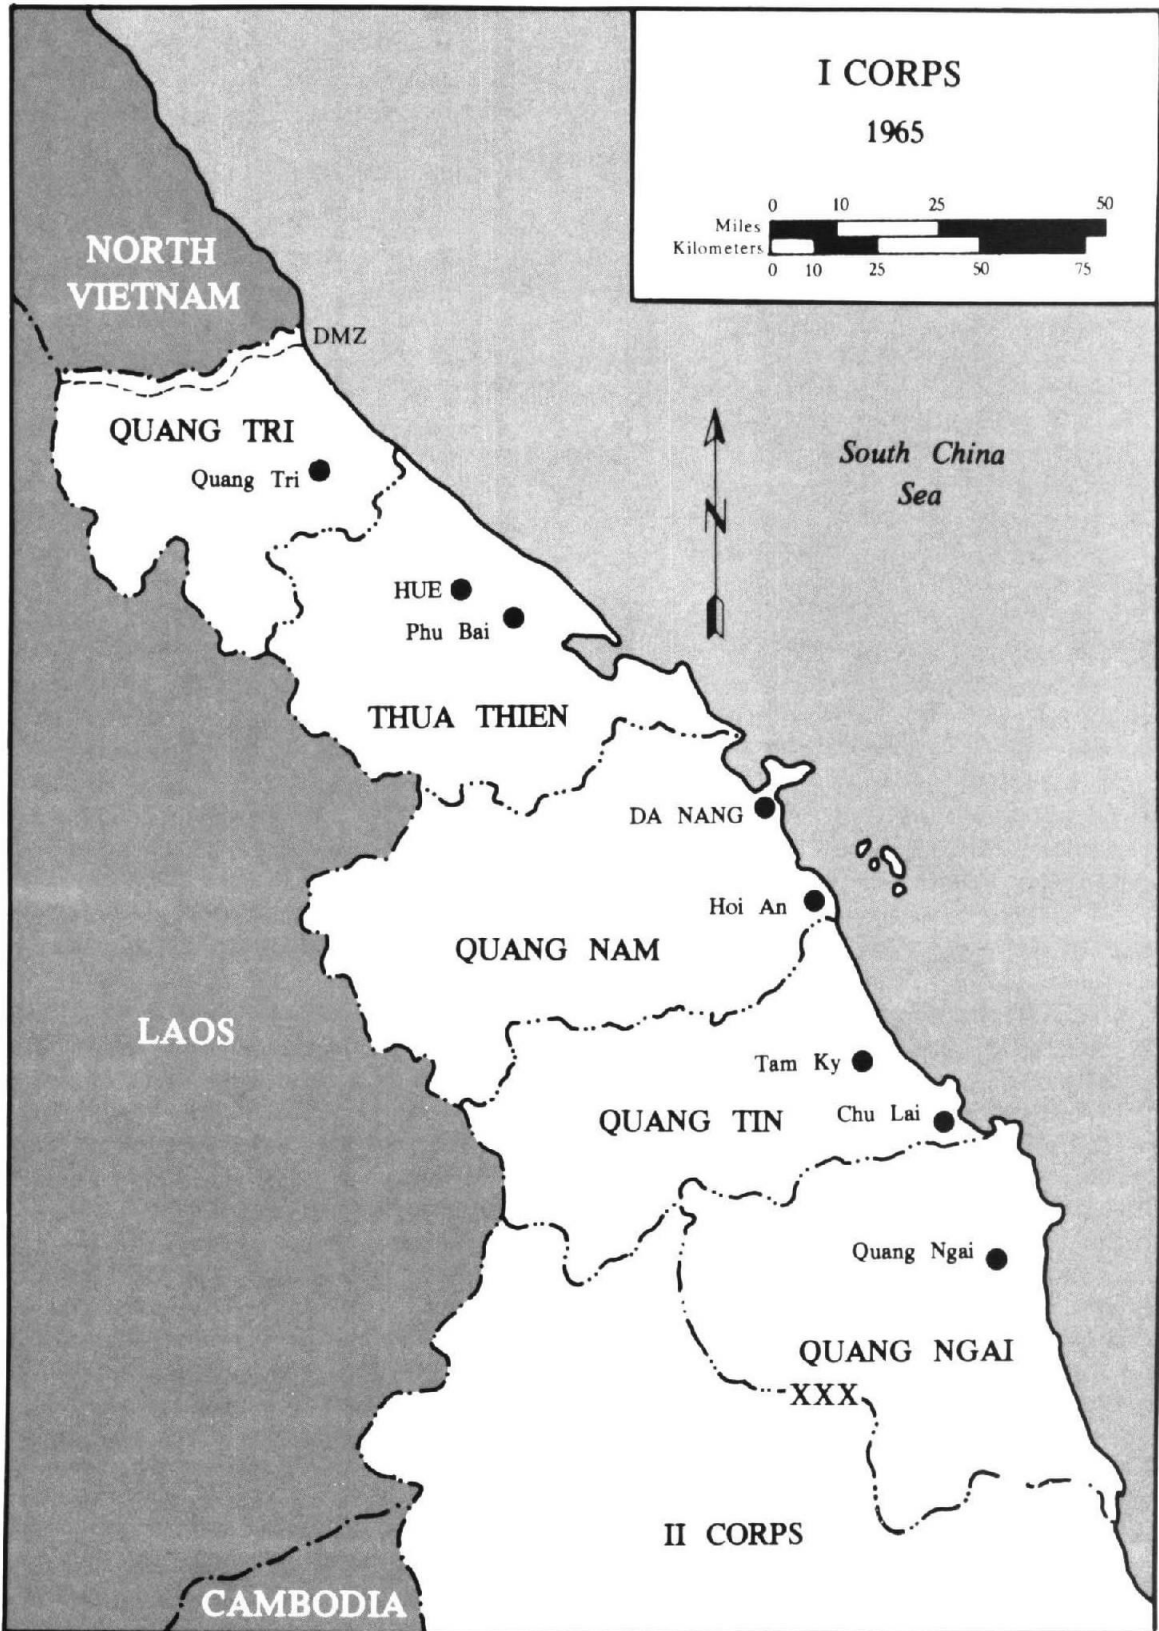 I CORPS
1965
0 10 25 50
Miles
Kilometers
0 10 25 50 75
NORTH
VIETNAM
DMZ
QUANG TRI
Quang Tri
South China
Sea
N
HUE
Phu Bai
THUA THIEN
DA NANG
Hoi An
QUANG NAM
LAOS
Tam Ky
QUANG TIN
Chu Lai
Quang Ngai
QUANG NGAI
XXX
II CORPS
CAMBODIA